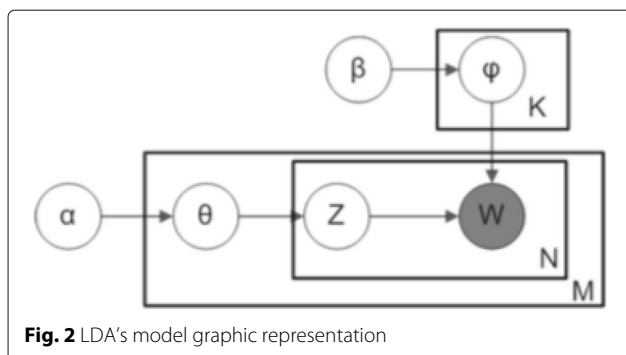 β
φ
K
α
θ
Z
W
N
M
Fig. 2 LDA's model graphic representation